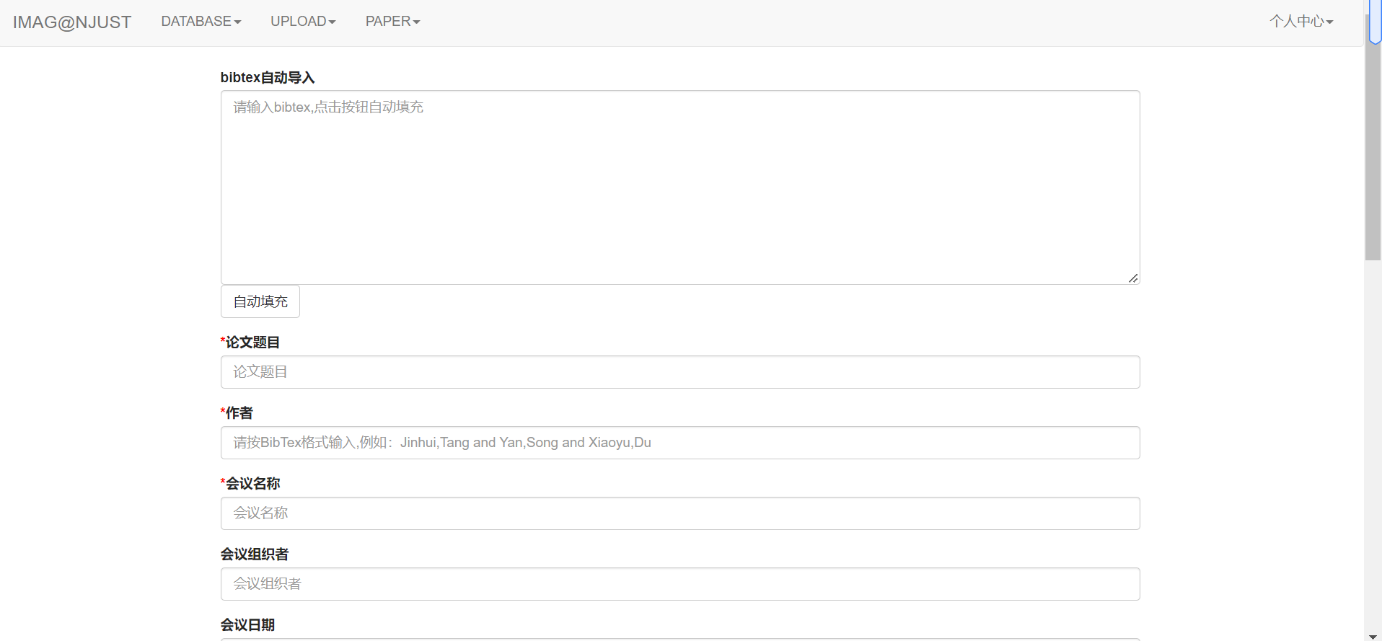 IMAG@NJUST DATABASE UPLOAD PAPER 个人中心
bibtex自动导入
请输入bibtex,点击按钮自动填充
自动填充
*论文题目
论文题目
*作者
请按BibTex格式输入,例如：Jinhui,Tang and Yan,Song and Xiaoyu,Du
*会议名称
会议名称
会议组织者
会议组织者
会议日期